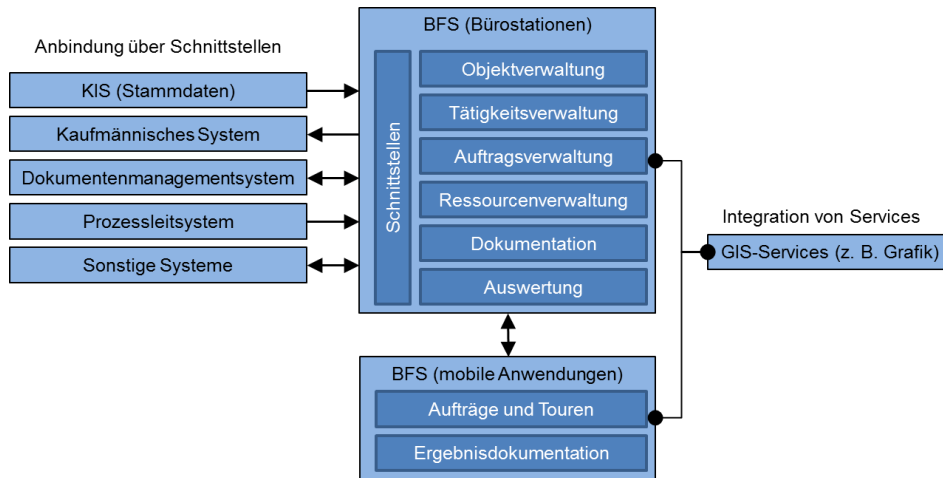 Anbindung über Schnittstellen
KIS (Stammdaten)
Kaufmännisches System
Dokumentenmanagementsystem
Prozessleitsystem
Sonstige Systeme
BFS (Bürostationen)
Schnittstellen
Objektverwaltung
Tätigkeitsverwaltung
Auftragsverwaltung
Ressourcenverwaltung
Dokumentation
Auswertung
BFS (mobile Anwendungen)
Aufträge und Touren
Ergebnisdokumentation
Integration von Services
GIS-Services (z. B. Grafik)